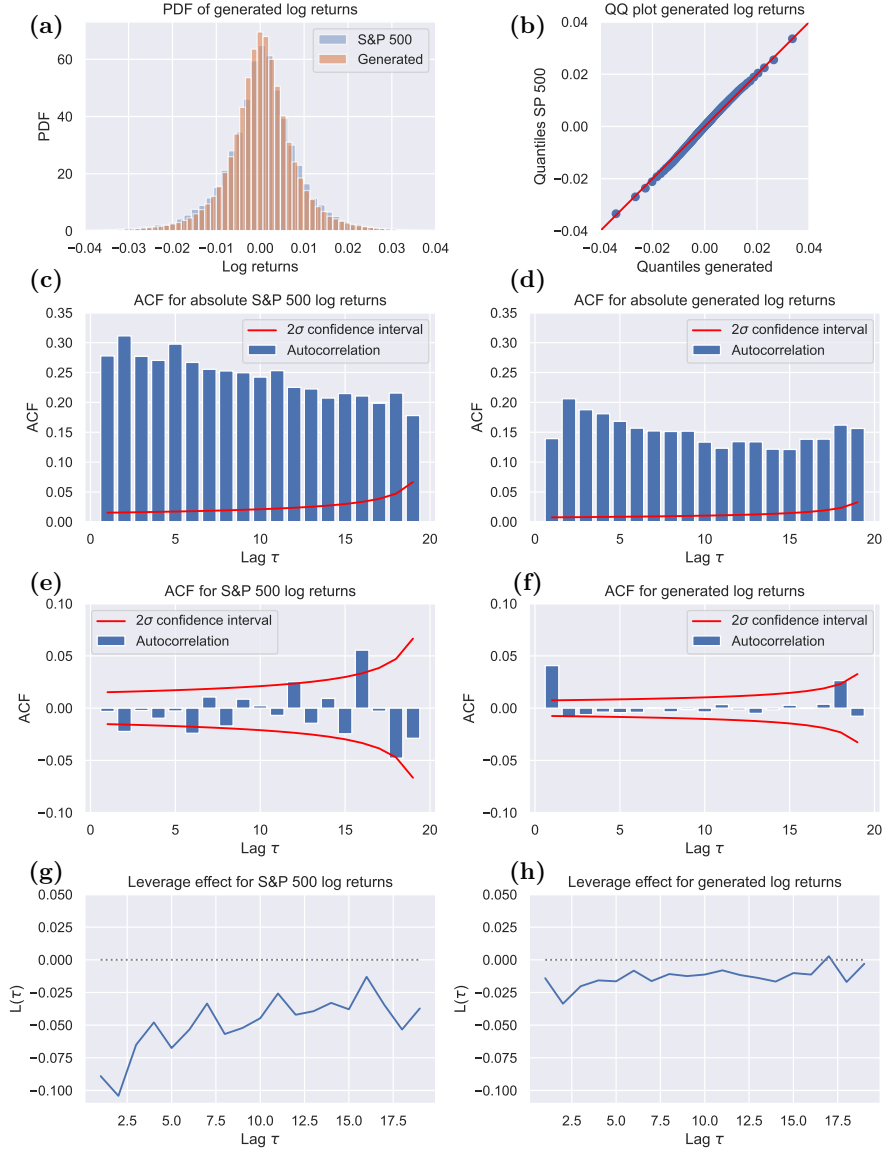 (a)
PDF of generated log returns
S&P 500
Generated
PDF
60
40
20
0
−0.04 −0.03 −0.02 −0.01 0.00 0.01 0.02 0.03 0.04
Log returns
(b)
QQ plot generated log returns
Quantiles SP 500
0.04
0.02
0.00
−0.02
−0.04
−0.04 −0.02 0.00 0.02 0.04
Quantiles generated
(c)
ACF for absolute S&P 500 log returns
2σ confidence interval
Autocorrelation
ACF
0.35
0.30
0.25
0.20
0.15
0.10
0.05
0.00
0 5 10 15 20
Lag τ
(d)
ACF for absolute generated log returns
2σ confidence interval
Autocorrelation
ACF
0.35
0.30
0.25
0.20
0.15
0.10
0.05
0.00
0 5 10 15 20
Lag τ
(e)
ACF for S&P 500 log returns
2σ confidence interval
Autocorrelation
ACF
0.10
0.05
0.00
−0.05
−0.10
0 5 10 15 20
Lag τ
(f)
ACF for generated log returns
2σ confidence interval
Autocorrelation
ACF
0.10
0.05
0.00
−0.05
−0.10
0 5 10 15 20
Lag τ
(g)
Leverage effect for S&P 500 log returns
L(τ)
0.050
0.025
0.000
−0.025
−0.050
−0.075
−0.100
2.5 5.0 7.5 10.0 12.5 15.0 17.5
Lag τ
(h)
Leverage effect for generated log returns
L(τ)
0.050
0.025
0.000
−0.025
−0.050
−0.075
−0.100
2.5 5.0 7.5 10.0 12.5 15.0 17.5
Lag τ